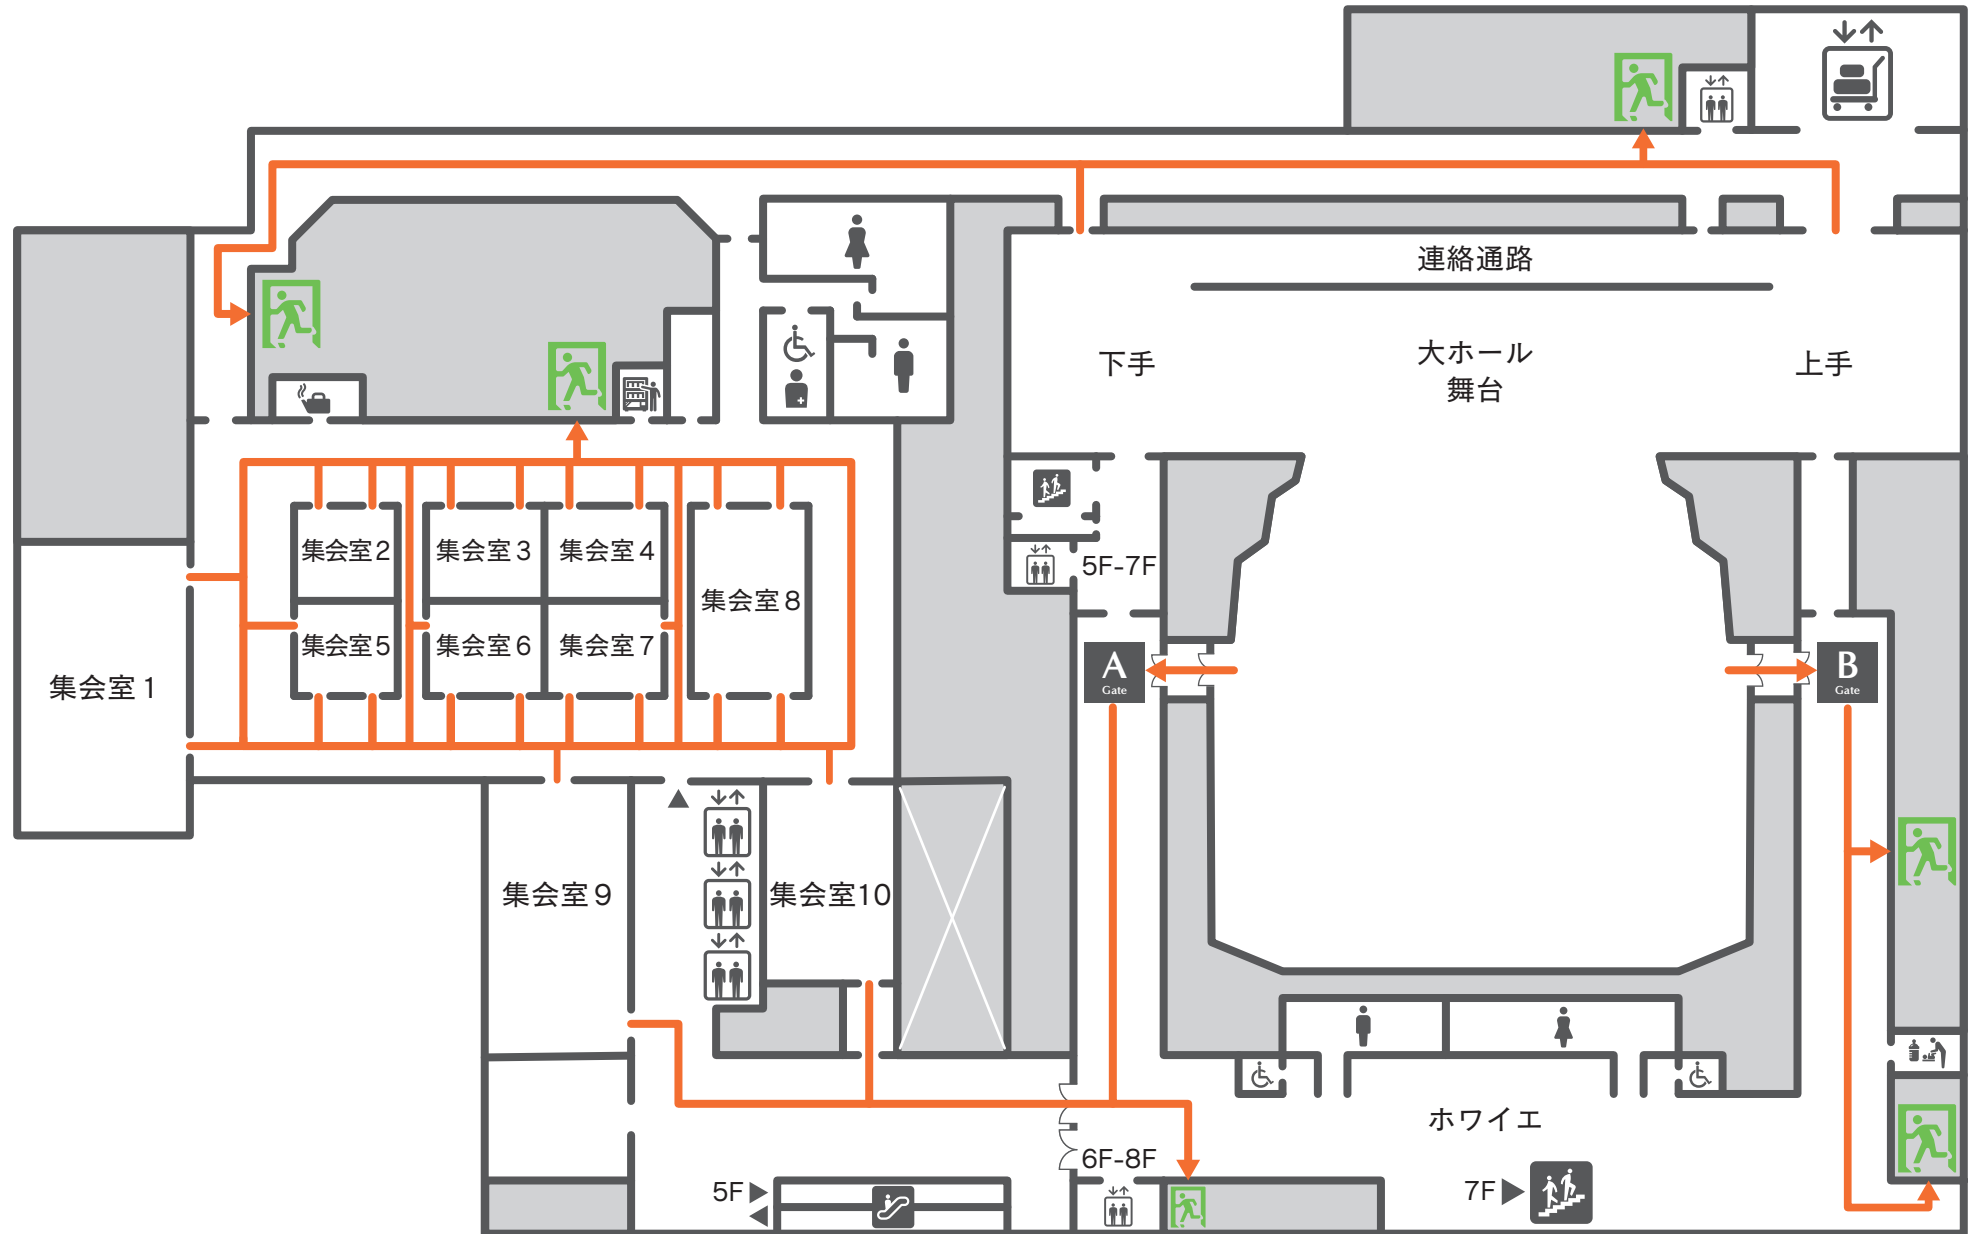 連絡通路
下手
大ホール
舞台
上手
集会室2
集会室3
集会室4
5F-7F
集会室8
集会室5
集会室6
集会室7
集会室1
A
Gate
B
Gate
集会室9
集会室10
ホワイエ
6F-8F
5F
7F